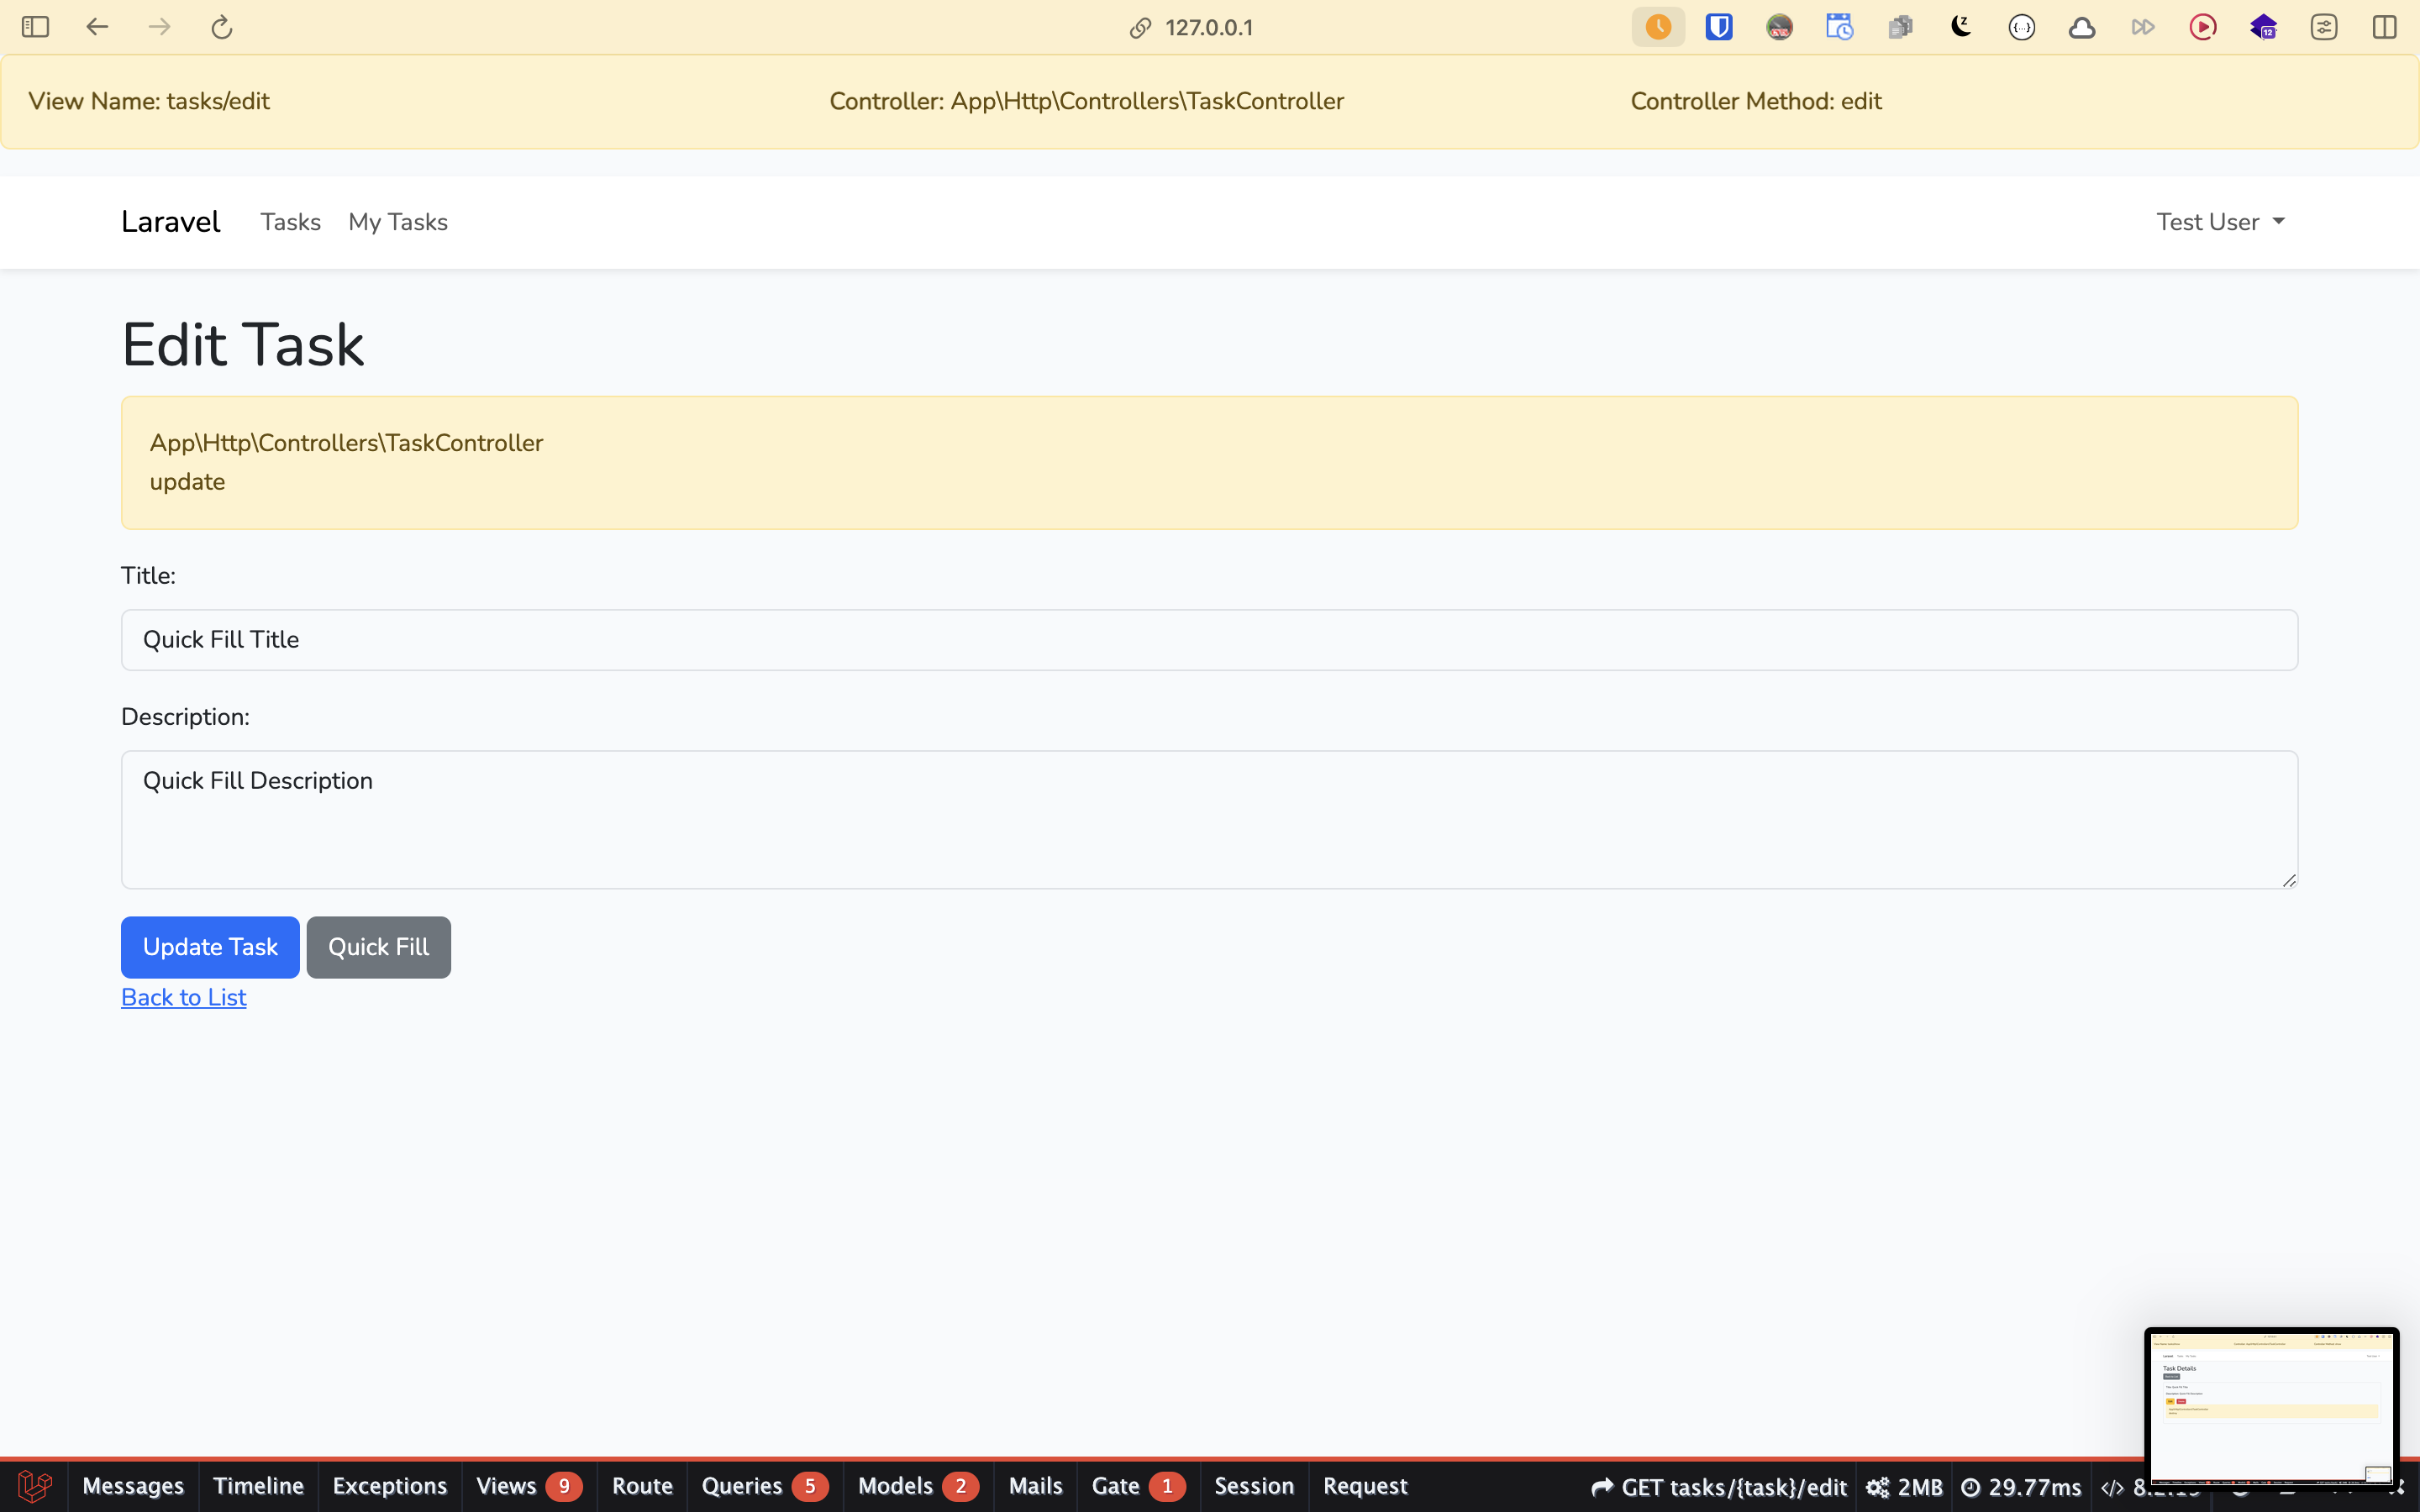 127.0.0.1
12
View Name: tasks/edit
Controller: App\Http\Controllers\TaskController
Controller Method: edit
Laravel
Tasks
My Tasks
Test User
Edit Task
App\Http\Controllers\TaskController
update
Title:
Quick Fill Title
Description:
Quick Fill Description
Update Task
Quick Fill
Back to List
Task Details
Messages
Timeline
Exceptions
Views 9
Route
Queries 5
Models 2
Mails
Gate 1
Session
Request
GET tasks/{task}/edit
2MB
29.77ms